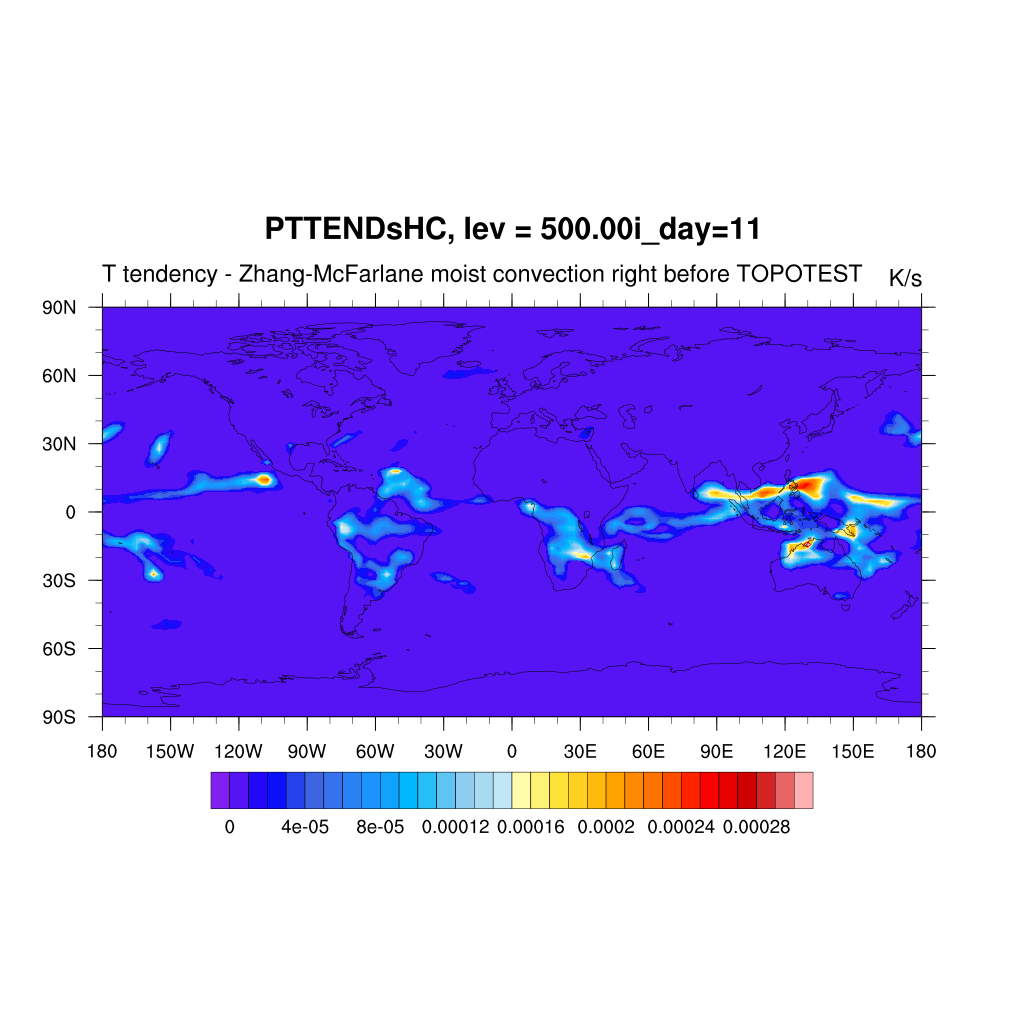 PTTENDsHC, lev = 500.00i_day=11
T tendency - Zhang-McFarlane moist convection right before TOPOTEST K/s
90N
60N
30N
0
30S
60S
90S
180 150W 120W 90W 60W 30W 0 30E 60E 90E 120E 150E 180
0 4e-05 8e-05 0.00012 0.00016 0.0002 0.00024 0.00028